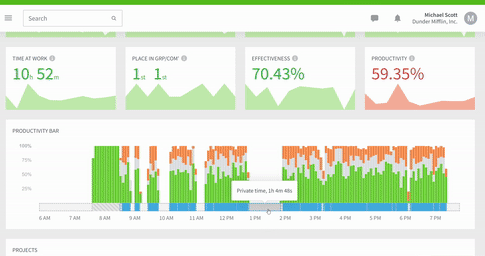 Search
Michael Scott
Dunder Mifflin, Inc.
M
TIME AT WORK
10h 52m
PLACE IN GRP/COM'
1st 1st
EFFECTIVENESS
70.43%
PRODUCTIVITY
59.35%
PRODUCTIVITY BAR
100%
75%
50%
25%
Private time, 1h 4m 48s
6 AM 7 AM 8 AM 9 AM 10 AM 11 AM 12 PM 1 PM 2 PM 3 PM 4 PM 5 PM 6 PM 7 PM
PROJECTS